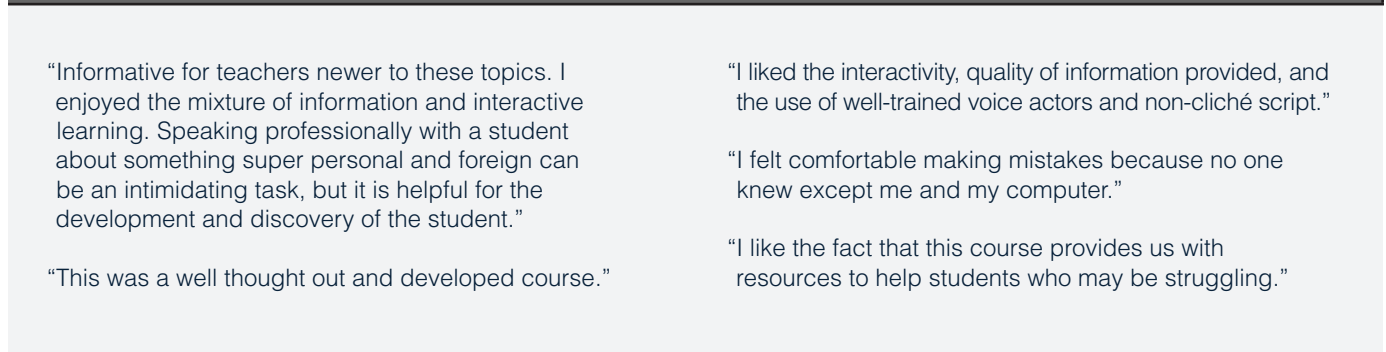 “Informative for teachers newer to these topics. I
enjoyed the mixture of information and interactive
learning. Speaking professionally with a student
about something super personal and foreign can
be an intimidating task, but it is helpful for the
development and discovery of the student.”
“This was a well thought out and developed course.”
“I liked the interactivity, quality of information provided, and
the use of well-trained voice actors and non-cliché script.”
“I felt comfortable making mistakes because no one
knew except me and my computer.”
“I like the fact that this course provides us with
resources to help students who may be struggling.”